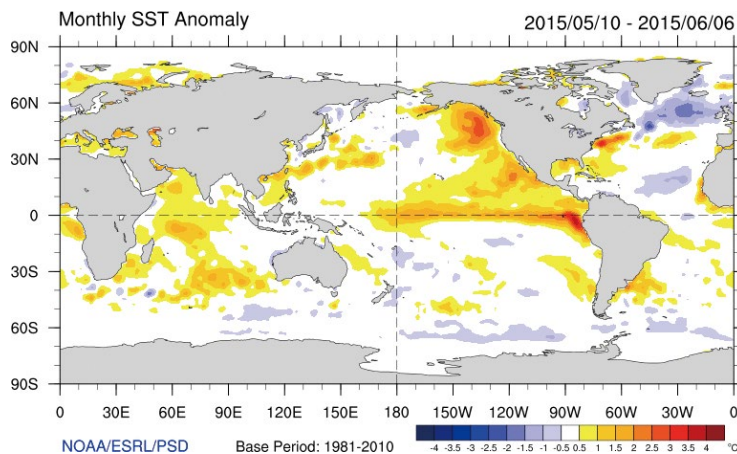 Monthly SST Anomaly 2015/05/10 - 2015/06/06
90N
60N
30N
0
30S
60S
90S
0 30E 60E 90E 120E 150E 180 150W 120W 90W 60W 30W 0
NOAA/ESRL/PSD Base Period: 1981-2010
-4 -3.5 -3 -2.5 -2 -1.5 -1 -0.5 0.5 1 1.5 2 2.5 3 3.5 4 °C